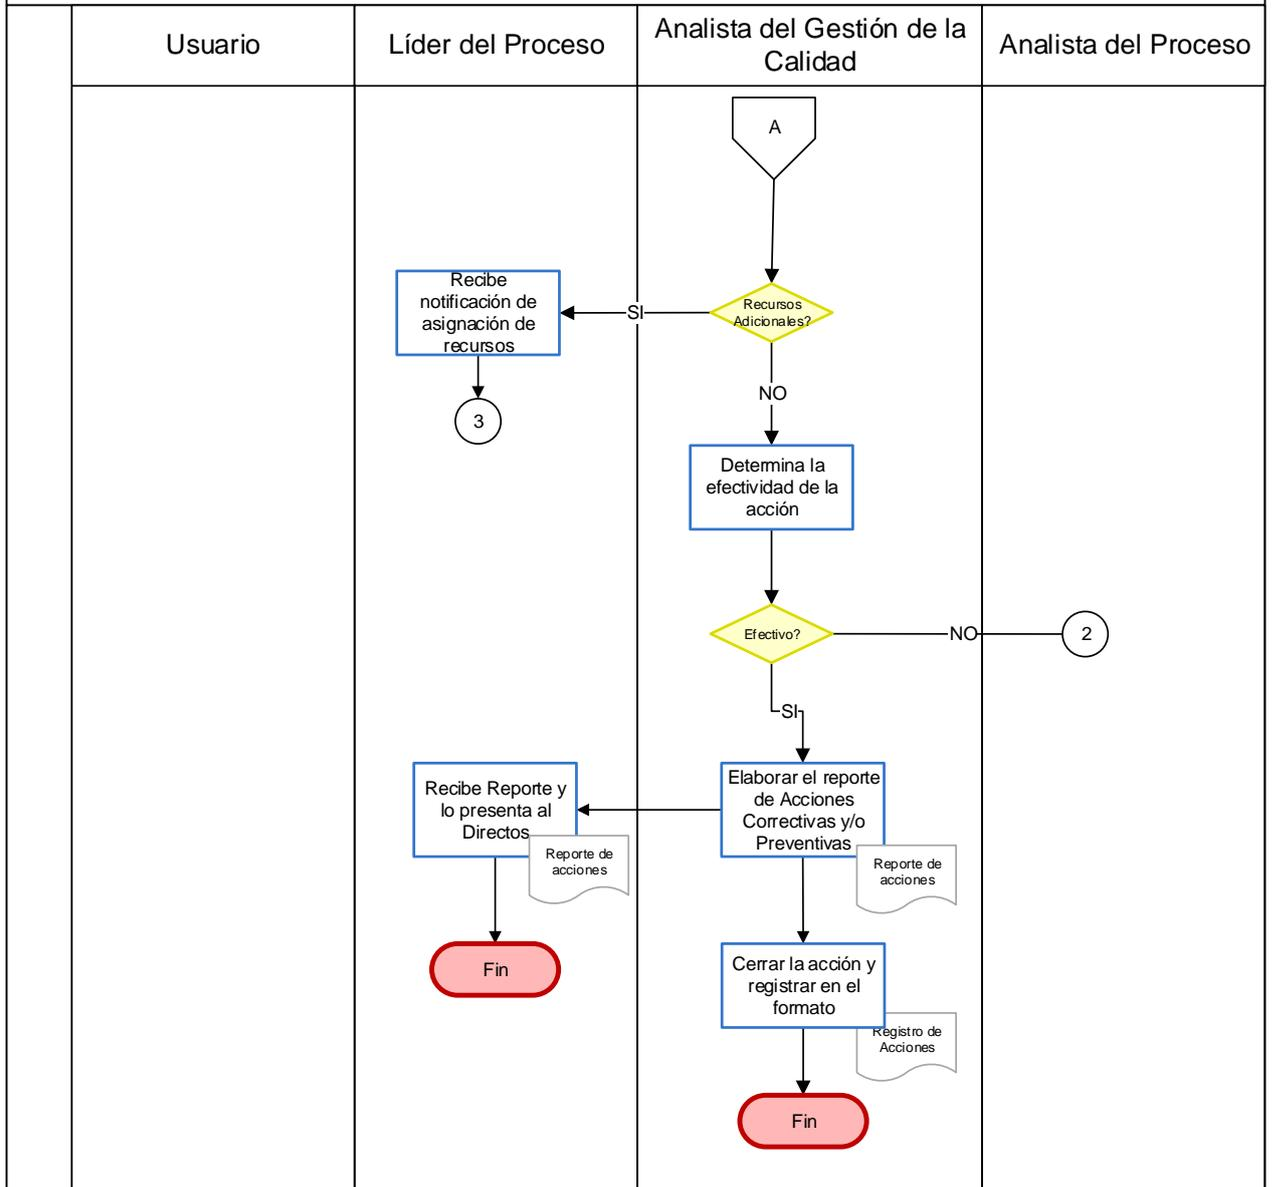 Usuario
Líder del Proceso
Analista del Gestión de la
Calidad
Analista del Proceso
A
Recibe
notificación de
asignación de
recursos
SI
Recursos
Adicionales?
3
NO
Determina la
efectividad de la
acción
Efectivo?
NO
2
SI
Recibe Reporte y
lo presenta al
Directos
Reporte de
acciones
Elaborar el reporte
de Acciones
Correctivas y/o
Preventivas
Reporte de
acciones
Fin
Cerrar la acción y
registrar en el
formato
Registro de
Acciones
Fin